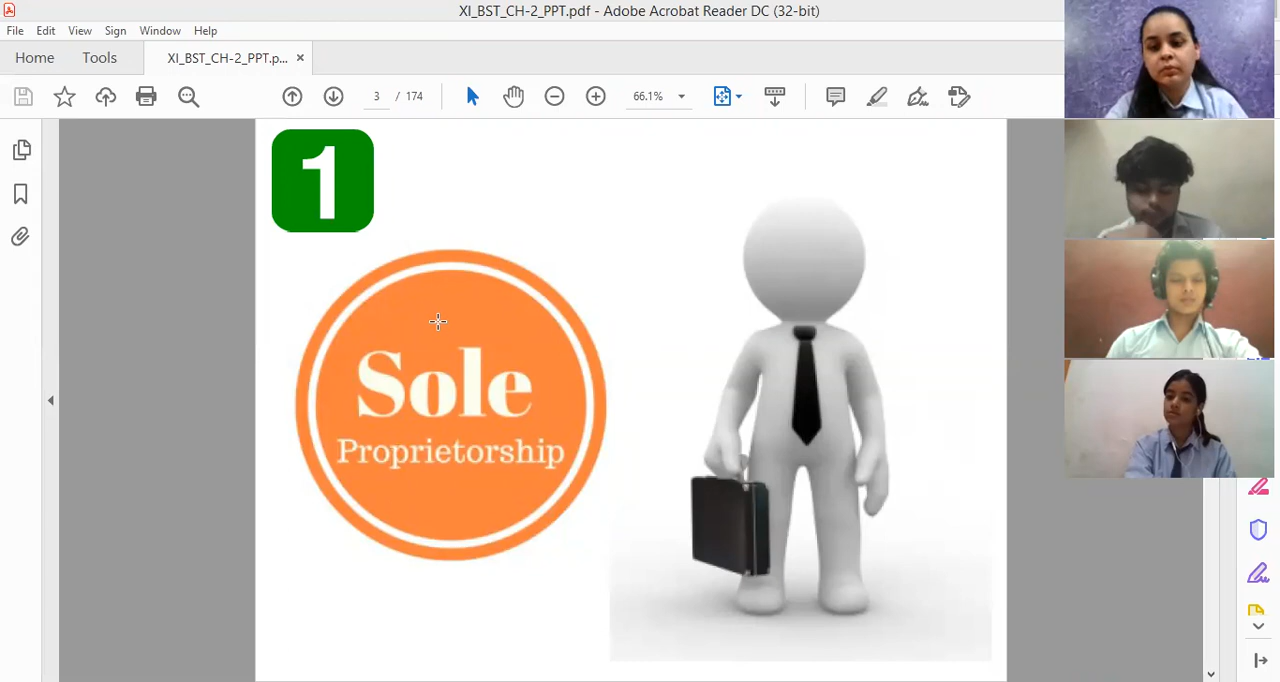 XI_BST_CH-2_PPT.pdf - Adobe Acrobat Reader DC (32-bit)
File Edit View Sign Window Help
Home Tools XI_BST_CH-2_PPT.p... ×
3 / 174 66.1%
1
Sole
Proprietorship